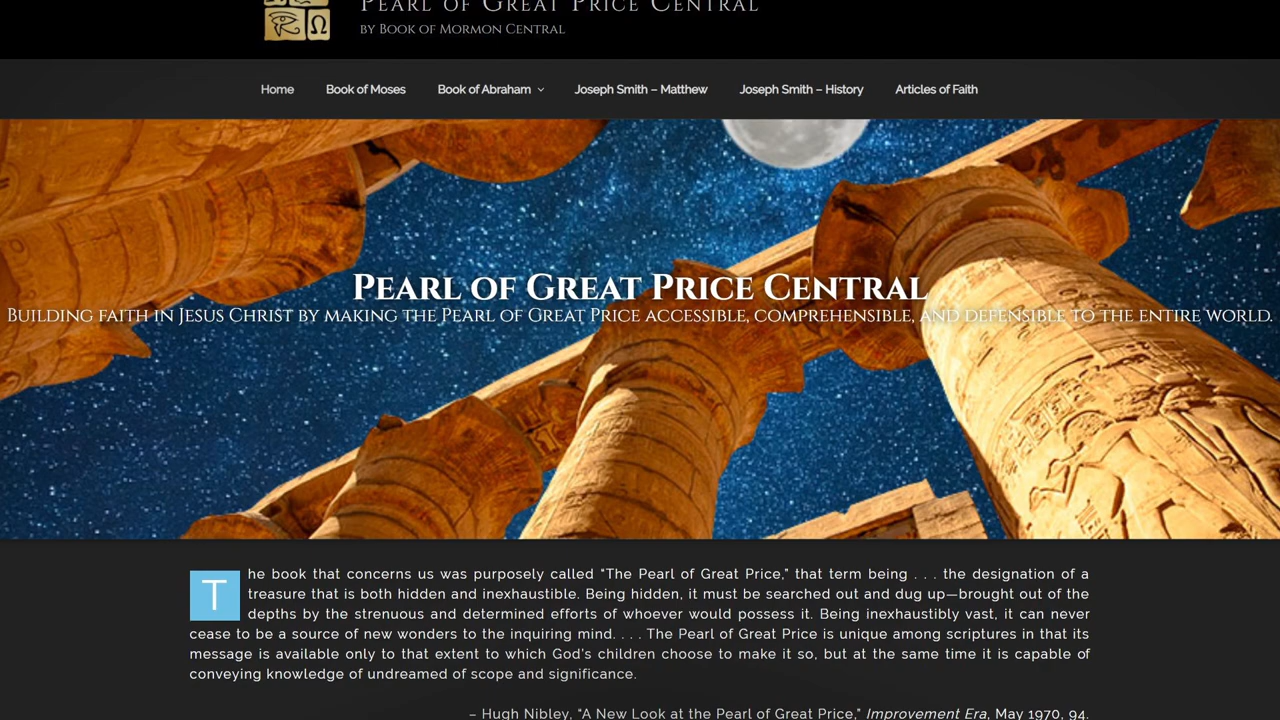 Pearl of Great Price Central
by Book of Mormon Central
Home Book of Moses Book of Abraham Joseph Smith – Matthew Joseph Smith – History Articles of Faith
Pearl of Great Price Central
Building faith in Jesus Christ by making the Pearl of Great Price accessible, comprehensible, and defensible to the entire world.
The book that concerns us was purposely called “The Pearl of Great Price,” that term being . . . the designation of a
treasure that is both hidden and inexhaustible. Being hidden, it must be searched out and dug up—brought out of the
depths by the strenuous and determined efforts of whoever would possess it. Being inexhaustibly vast, it can never
cease to be a source of new wonders to the inquiring mind. . . . The Pearl of Great Price is unique among scriptures in that its
message is available only to that extent to which God’s children choose to make it so, but at the same time it is capable of
conveying knowledge of undreamed of scope and significance.
– Hugh Nibley, “A New Look at the Pearl of Great Price,” Improvement Era, May 1970, 94.